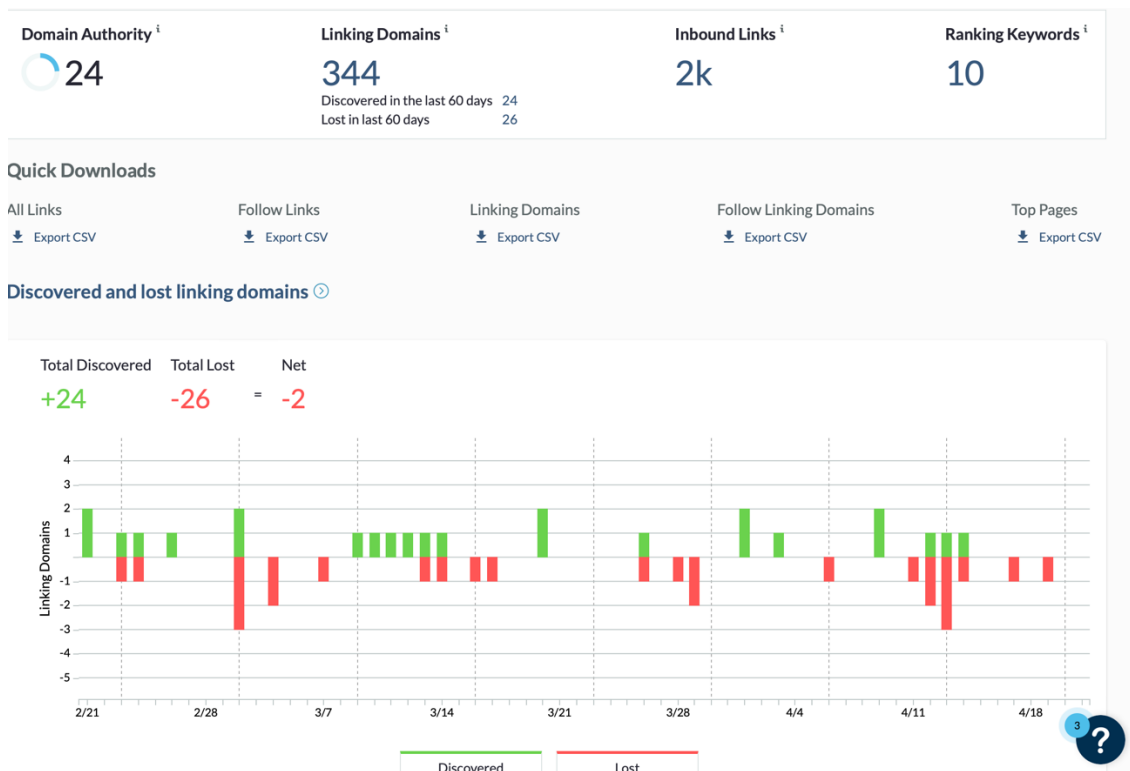 Domain Authority i
24
Linking Domains i
344
Discovered in the last 60 days 24
Lost in last 60 days 26
Inbound Links i
2k
Ranking Keywords i
10
Quick Downloads
All Links
Export CSV
Follow Links
Export CSV
Linking Domains
Export CSV
Follow Linking Domains
Export CSV
Top Pages
Export CSV
Discovered and lost linking domains
Total Discovered Total Lost Net
+24 -26 = -2
Linking Domains
4
3
2
1
-1
-2
-3
-4
-5
2/21 2/28 3/7 3/14 3/21 3/28 4/4 4/11 4/18
3
?
Discovered Lost